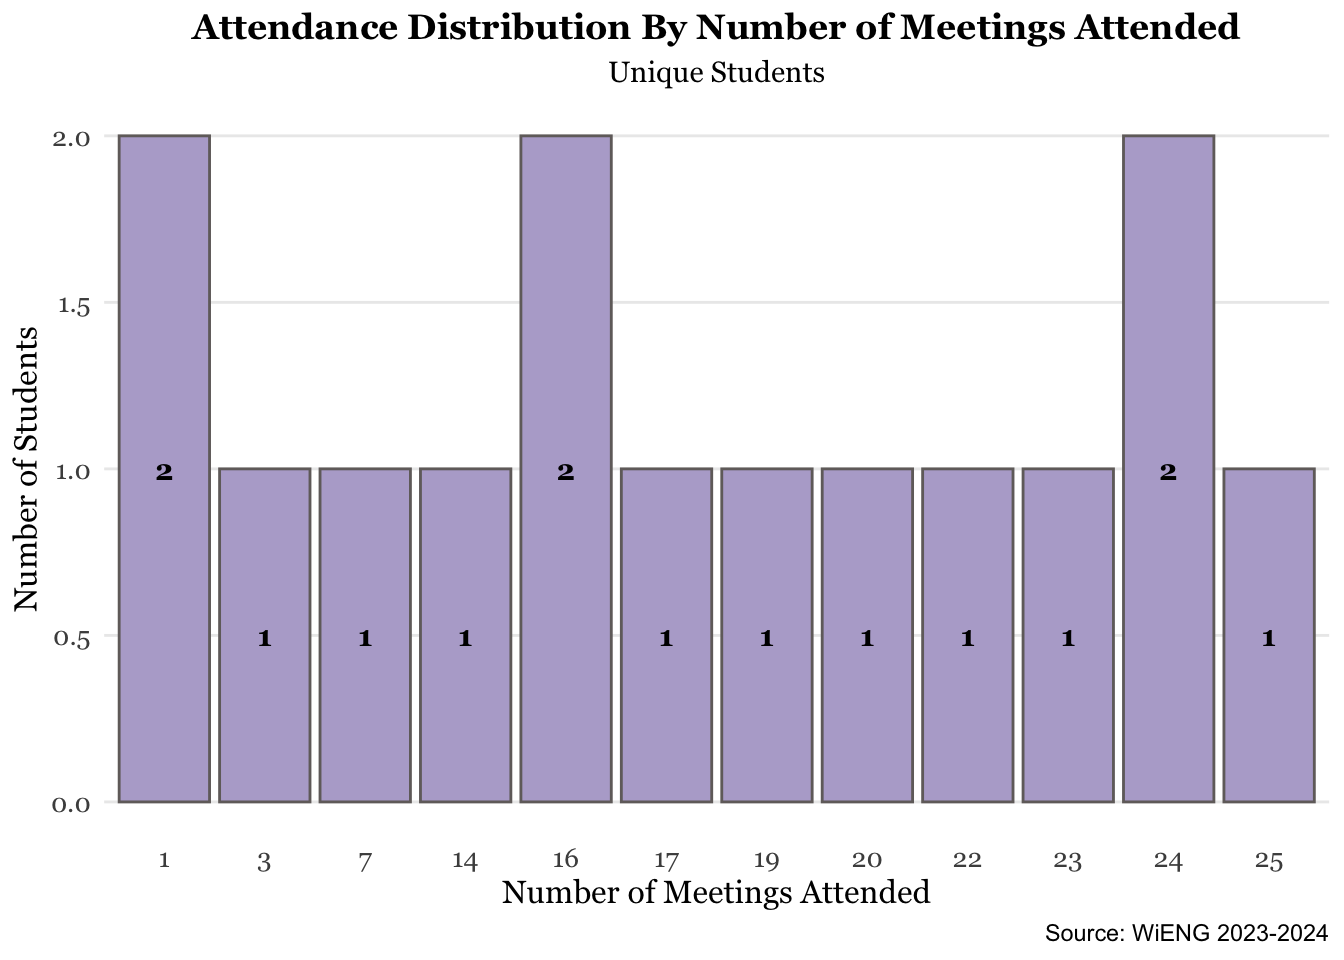 Attendance Distribution By Number of Meetings Attended
Unique Students
Number of Students
2.0
1.5
1.0
0.5
0.0
2 1 1 1 2 1 1 1 1 1 2 1
1 3 7 14 16 17 19 20 22 23 24 25
Number of Meetings Attended
Source: WiENG 2023-2024